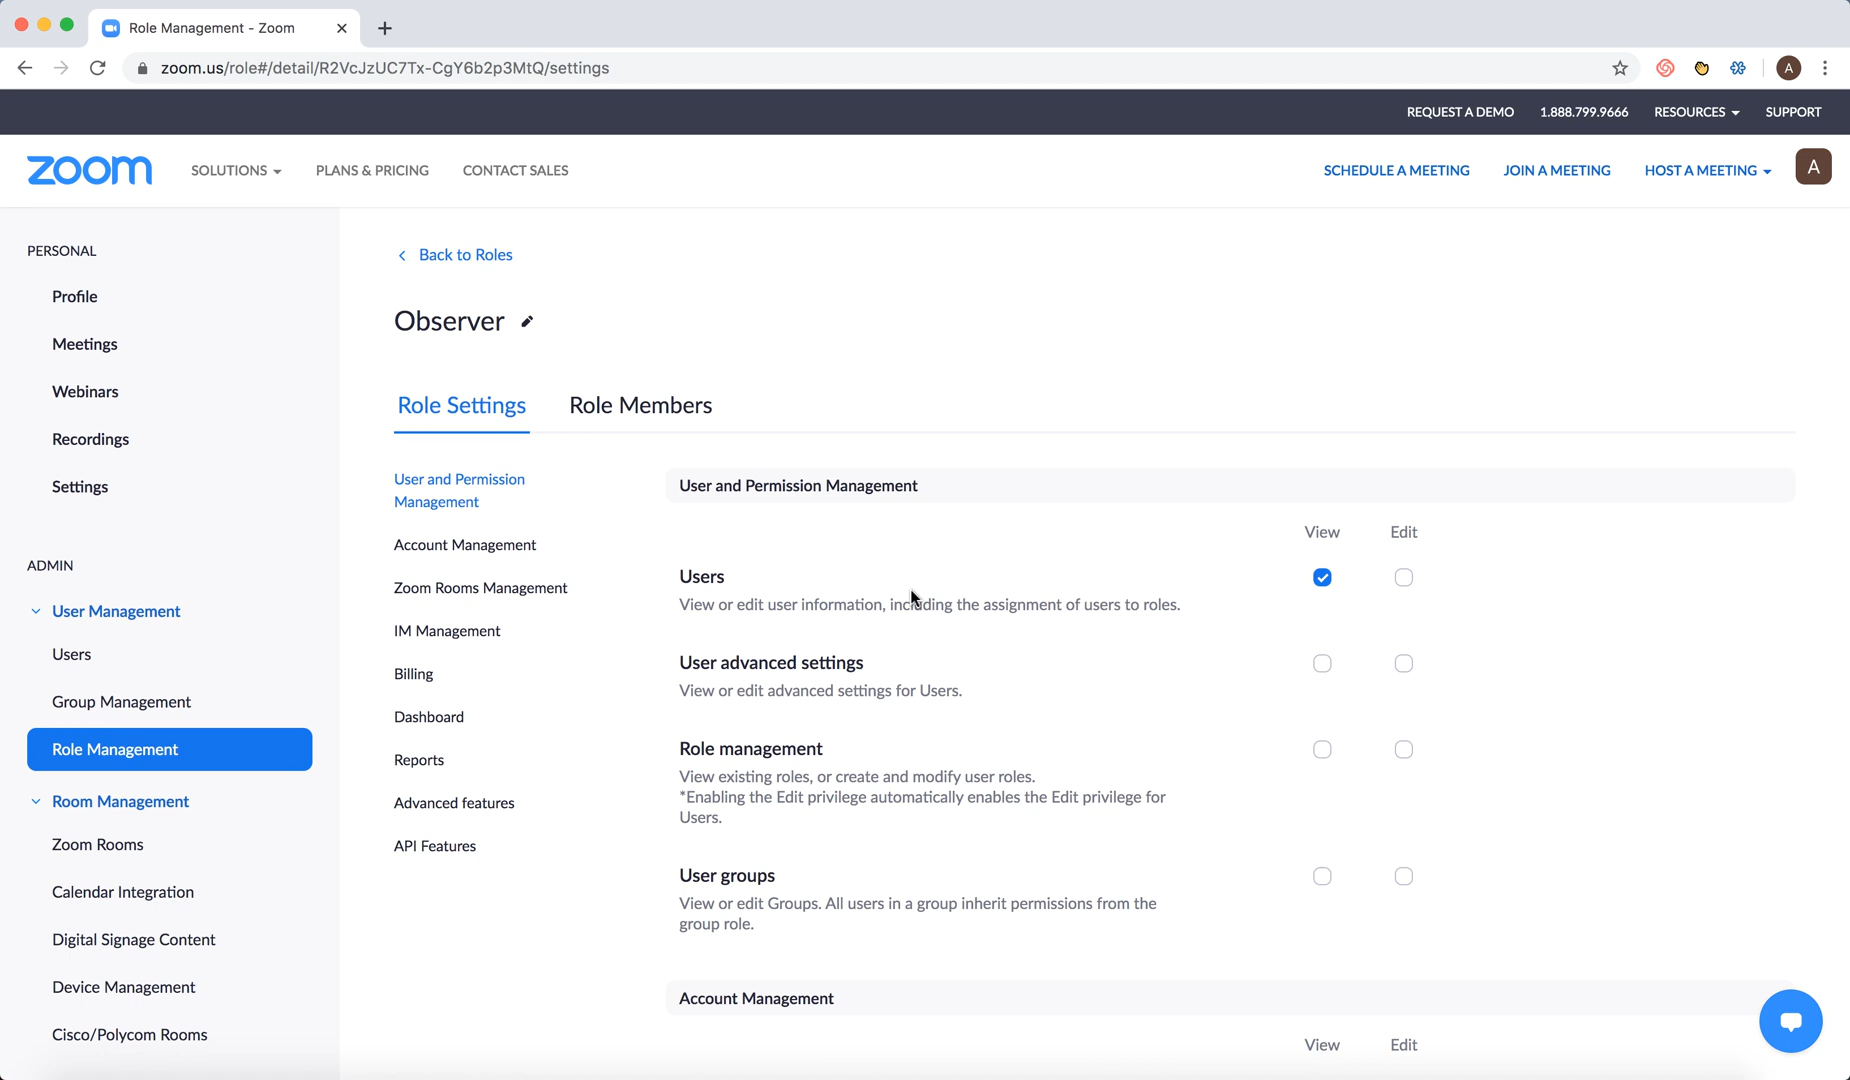 Role Management - Zoom
zoom.us/role#/detail/R2VcJzUC7Tx-CgY6b2p3MtQ/settings
A
REQUEST A DEMO
1.888.799.9666
RESOURCES
SUPPORT
zoom
SOLUTIONS
PLANS & PRICING
CONTACT SALES
SCHEDULE A MEETING
JOIN A MEETING
HOST A MEETING
A
PERSONAL
Profile
Meetings
Webinars
Recordings
Settings
ADMIN
User Management
Users
Group Management
Role Management
Room Management
Zoom Rooms
Calendar Integration
Digital Signage Content
Device Management
Cisco/Polycom Rooms
Back to Roles
Observer
Role Settings
Role Members
User and Permission
Management
Account Management
Zoom Rooms Management
IM Management
Billing
Dashboard
Reports
Advanced features
API Features
User and Permission Management
View Edit
Users
View or edit user information, including the assignment of users to roles.
User advanced settings
View or edit advanced settings for Users.
Role management
View existing roles, or create and modify user roles.
*Enabling the Edit privilege automatically enables the Edit privilege for
Users.
User groups
View or edit Groups. All users in a group inherit permissions from the
group role.
Account Management
View Edit